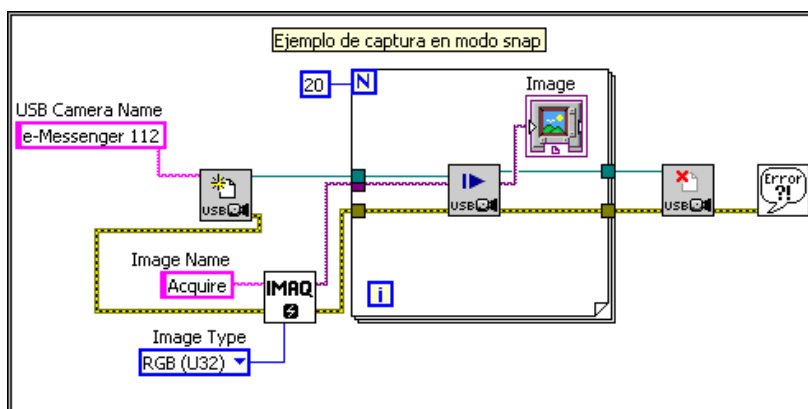 Ejemplo de captura en modo snap
20
N
Image
USB Camera Name
e-Messenger 112
USB
USB
USB
Error
?!
Image Name
Acquire
IMAQ
i
Image Type
RGB (U32)